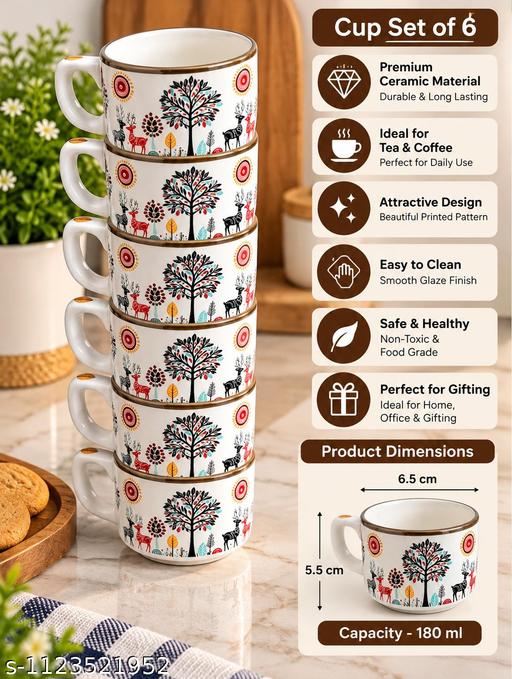 Cup Set of 6
Premium
Ceramic Material
Durable & Long Lasting
Ideal for
Tea & Coffee
Perfect for Daily Use
Attractive Design
Beautiful Printed Pattern
Easy to Clean
Smooth Glaze Finish
Safe & Healthy
Non-Toxic &
Food Grade
Perfect for Gifting
Ideal for Home,
Office & Gifting
Product Dimensions
6.5 cm
5.5 cm
Capacity - 180 ml
s-1123521952